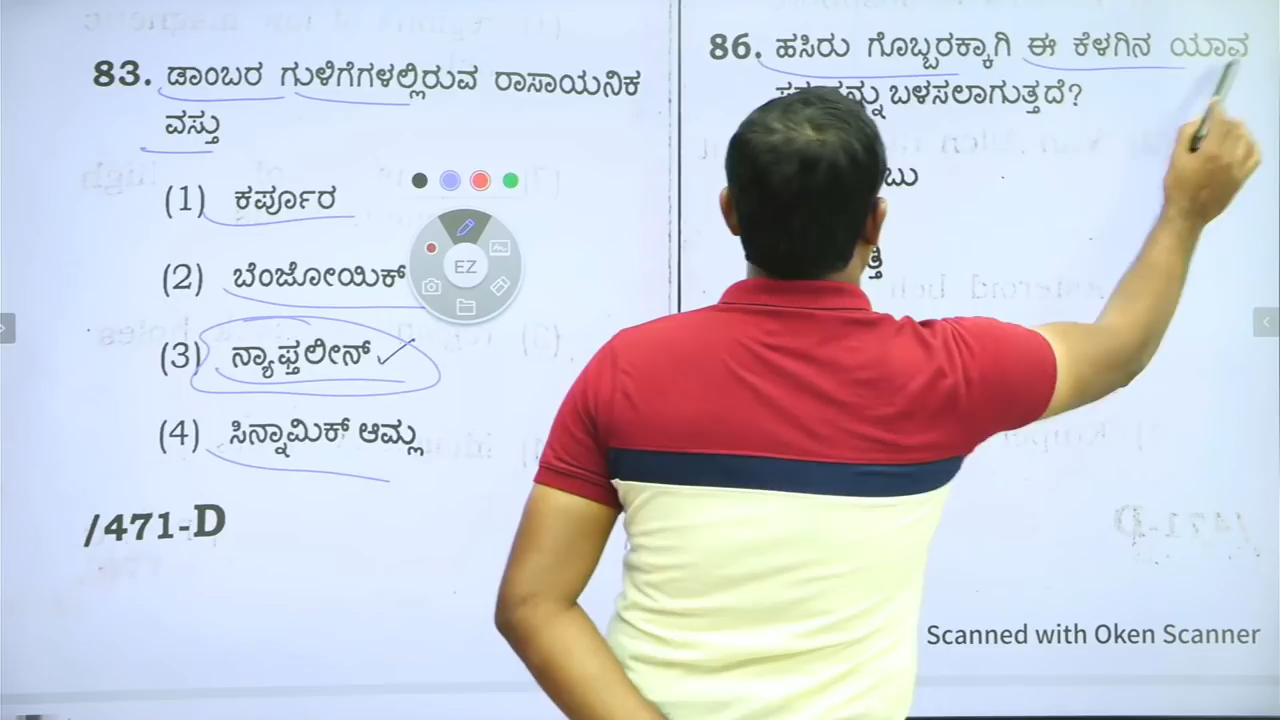 83. ಡಾಂಬರ ಗುಳಿಗೆಗಳಲ್ಲಿರುವ ರಾಸಾಯನಿಕ
ವಸ್ತು
(1) ಕರ್ಪೂರ
(2) ಬೆಂಜೋಯಿಕ್
(3) ನ್ಯಾಫ್ತಲೀನ್
(4) ಸಿನ್ನಾಮಿಕ್ ಆಮ್ಲ
/471-D
EZ
86. ಹಸಿರು ಗೊಬ್ಬರಕ್ಕಾಗಿ ಈ ಕೆಳಗಿನ ಯಾವ
ಬಳಸಲಾಗುತ್ತದೆ?
Scanned with Oken Scanner